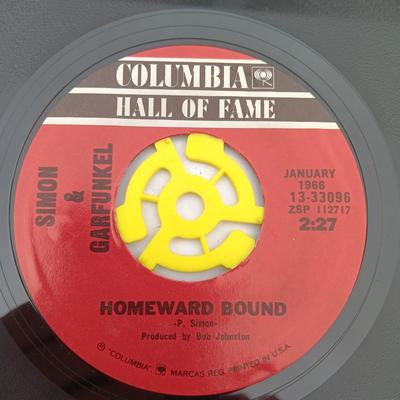 COLUMBIA
HALL OF FAME
SIMON
&
GARFUNKEL
JANUARY
1966
13-33096
ZSP 112717
2:27
HOMEWARD BOUND
-P. Simon-
Produced by Bob Johnston
® "COLUMBIA", MARCAS REG. PRINTED IN U.S.A.